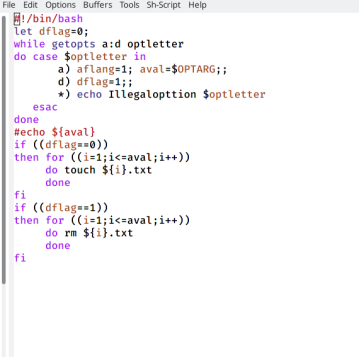 File Edit Options Buffers Tools Sh-Script Help
#!/bin/bash
let dflag=0;
while getopts a:d optletter
do case $optletter in
a) aflang=1; aval=$OPTARG;;
d) dflag=1;;
*) echo Illegalopttion $optletter
esac
done
#echo ${aval}
if ((dflag==0))
then for ((i=1;i<=aval;i++))
do touch ${i}.txt
done
fi
if ((dflag==1))
then for ((i=1;i<=aval;i++))
do rm ${i}.txt
done
fi